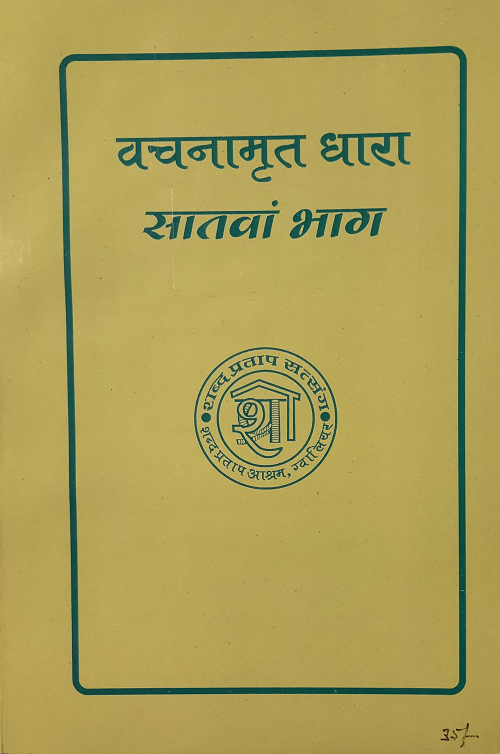 वचनामृत धारा
सातवां भाग
शब्द प्रताप सत्संग
शब्द प्रताप आश्रम, ग्वालियर
35/-